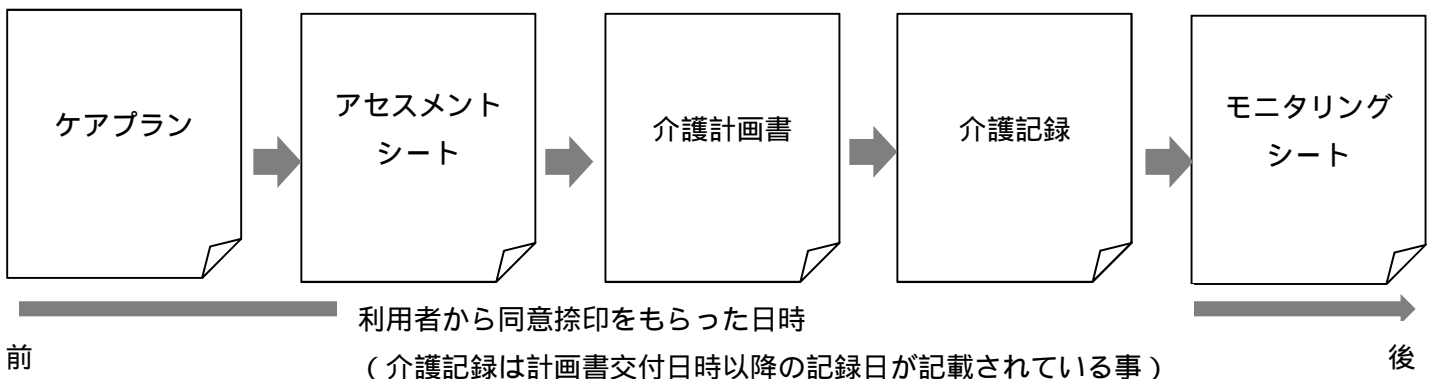 ケアプラン
アセスメント
シート
介護計画書
介護記録
モニタリング
シート
利用者から同意捺印をもらった日時
前
(介護記録は計画書交付日時以降の記録日が記載されている事)
後